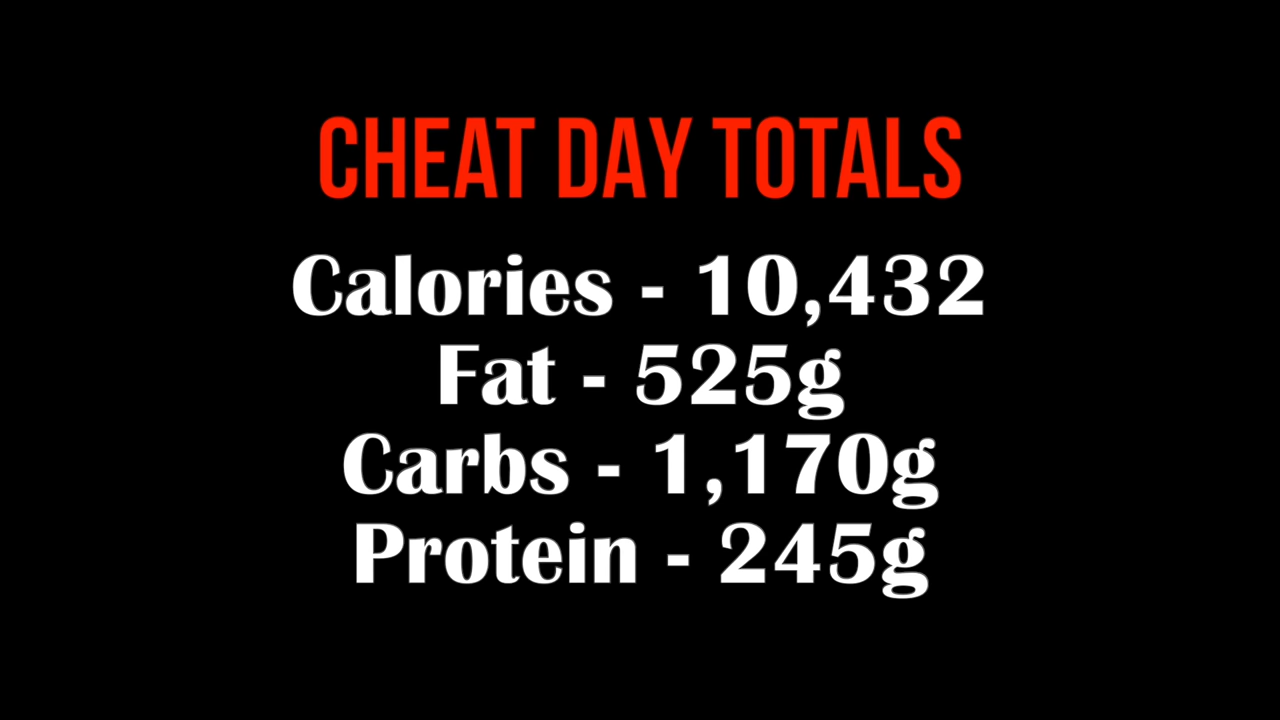 CHEAT DAY TOTALS
Calories - 10,432
Fat - 525g
Carbs - 1,170g
Protein - 245g